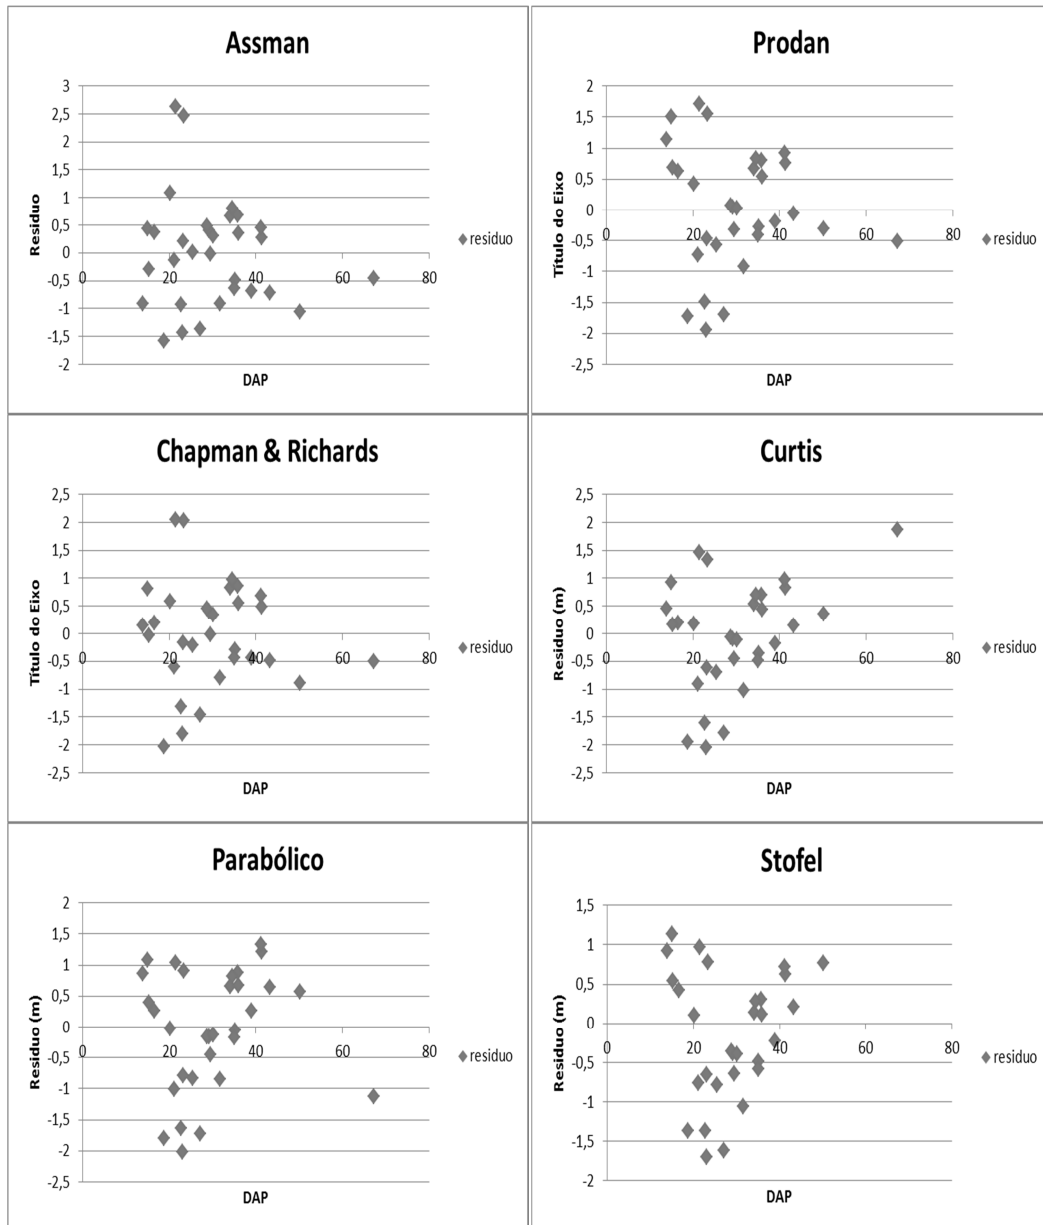 Assman
3
2,5
2
1,5
1
0,5
0
-0,5
-1
-1,5
-2
0 20 40 60 80
Residuo
DAP
residuo
Prodan
2
1,5
1
0,5
0
-0,5
-1
-1,5
-2
-2,5
0 20 40 60 80
Título do Eixo
DAP
residuo
Chapman & Richards
2,5
2
1,5
1
0,5
0
-0,5
-1
-1,5
-2
-2,5
0 20 40 60 80
Título do Eixo
DAP
residuo
Curtis
2,5
2
1,5
1
0,5
0
-0,5
-1
-1,5
-2
-2,5
0 20 40 60 80
Residuo (m)
DAP
residuo
Parabólico
2
1,5
1
0,5
0
-0,5
-1
-1,5
-2
-2,5
0 20 40 60 80
Residuo (m)
DAP
residuo
Stofel
1,5
1
0,5
0
-0,5
-1
-1,5
-2
0 20 40 60 80
Residuo (m)
DAP
residuo